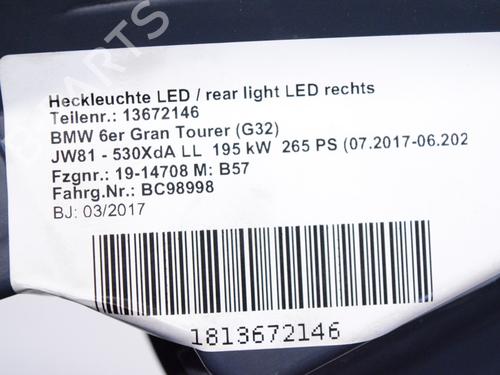 PARTS
Heckleuchte LED / rear light LED rechts
Teilenr.: 13672146
BMW 6er Gran Tourer (G32)
JW81 - 530XdA LL 195 kW 265 PS (07.2017-06.202
Fzgnr.: 19-14708 M: B57
Fahrg.Nr.: BC98998
BJ: 03/2017
1813672146